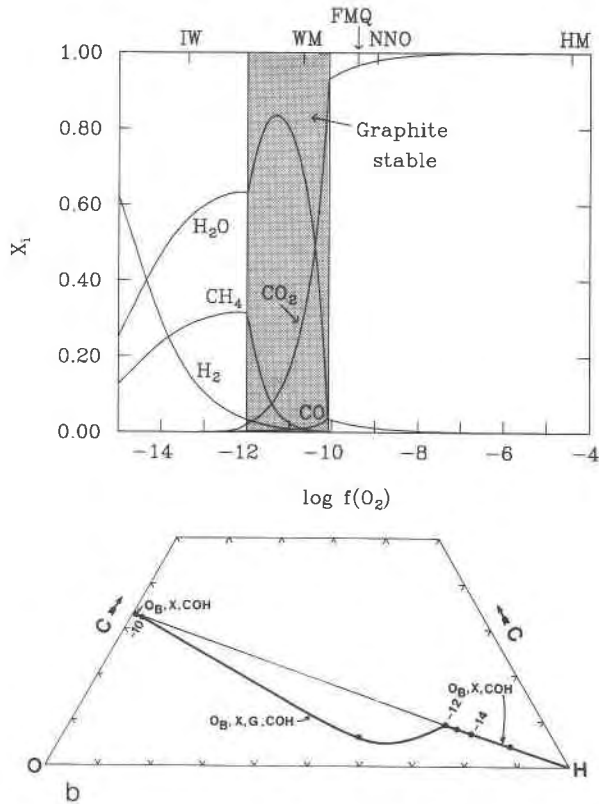 FMQ
IW WM NNO HM
1.00
0.80
0.60
0.40
0.20
0.00
X_i
Graphite
stable
H₂O
CH₄
CO₂
H₂
CO
−14 −12 −10 −8 −6 −4
log f(O₂)
C
O_B,X,COH
-10
O_B,X,G,COH
-12
-14
O_B,X,COH
C
O H
b